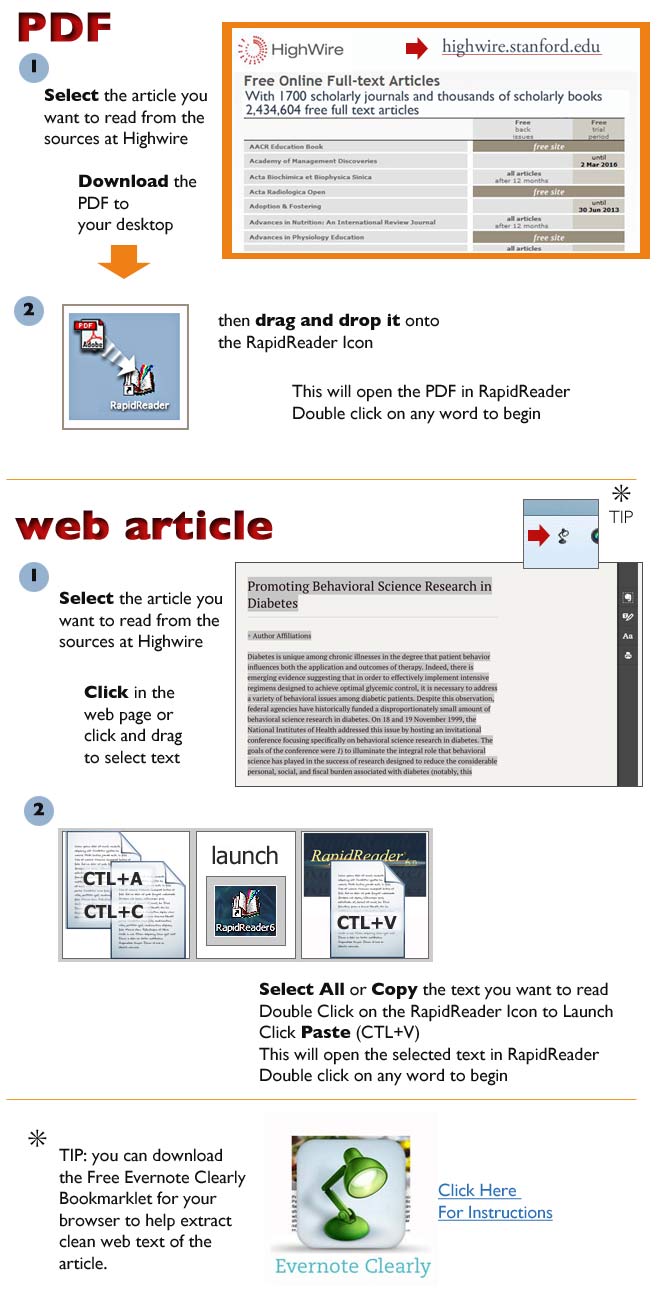 PDF
1
Select the article you
want to read from the
sources at Highwire
Download the
PDF to
your desktop
HighWire
highwire.stanford.edu
Free Online Full-text Articles
With 1700 scholarly journals and thousands of scholarly books
2,434,604 free full text articles
Free back issues
Free trial period
AACR Education Book free site
Academy of Management Discoveries until 2 Mar 2016
Acta Biochimica et Biophysica Sinica all articles after 12 months
Acta Radiologica Open free site
Adoption & Fostering until 30 Jun 2013
Advances in Nutrition: An International Review Journal all articles after 12 months
Advances in Physiology Education free site
all articles
2
PDF
Adobe
RapidReader
then drag and drop it onto
the RapidReader Icon
This will open the PDF in RapidReader
Double click on any word to begin
web article
TIP
1
Select the article you
want to read from the
sources at Highwire
Click in the
web page or
click and drag
to select text
Promoting Behavioral Science Research in
Diabetes
+ Author Affiliations
Diabetes is unique among chronic illnesses in the degree that patient behavior
influences both the application and outcomes of therapy. Indeed, there is
emerging evidence suggesting that in order to effectively implement intensive
regimens designed to achieve optimal glycemic control, it is necessary to address
a variety of behavioral issues among diabetic patients. Despite this observation,
federal agencies have historically funded a disproportionately small amount of
behavioral science research in diabetes. On 18 and 19 November 1999, the
National Institutes of Health addressed this issue by hosting an invitational
conference focusing specifically on behavioral science research in diabetes. The
goals of the conference were 1) to illuminate the integral role that behavioral
science has played in the success of research designed to reduce the considerable
personal, social, and fiscal burden associated with diabetes (notably, this
Aa
2
CTL+A
CTL+C
launch
RapidReader6
RapidReader
CTL+V
Select All or Copy the text you want to read
Double Click on the RapidReader Icon to Launch
Click Paste (CTL+V)
This will open the selected text in RapidReader
Double click on any word to begin
TIP: you can download
the Free Evernote Clearly
Bookmarklet for your
browser to help extract
clean web text of the
article.
Evernote Clearly
Click Here
For Instructions